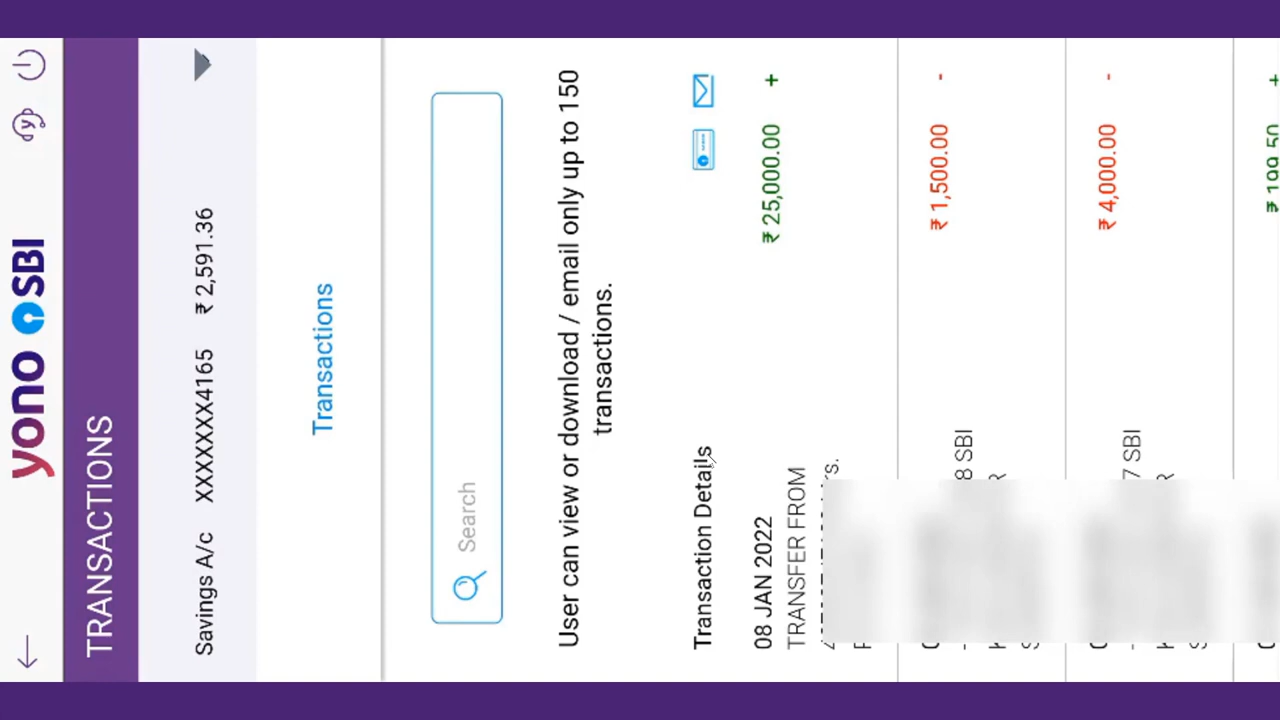 yono SBI
TRANSACTIONS
Savings A/c XXXXXXX4165 ₹ 2,591.36
Transactions
Search
User can view or download / email only up to 150
transactions.
Transaction Details
08 JAN 2022 ₹ 25,000.00 +
TRANSFER FROM
₹ 1,500.00 -
8 SBI
R
₹ 4,000.00 -
7 SBI
R